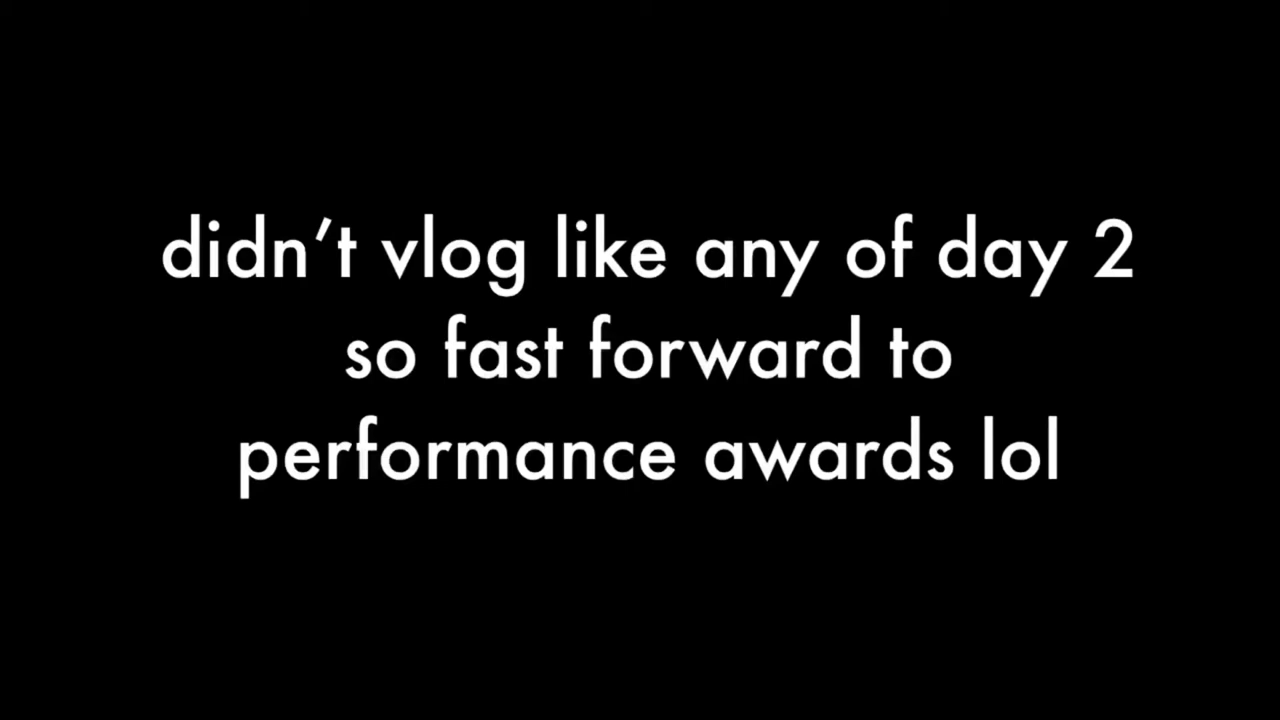 didn’t vlog like any of day 2
so fast forward to
performance awards lol